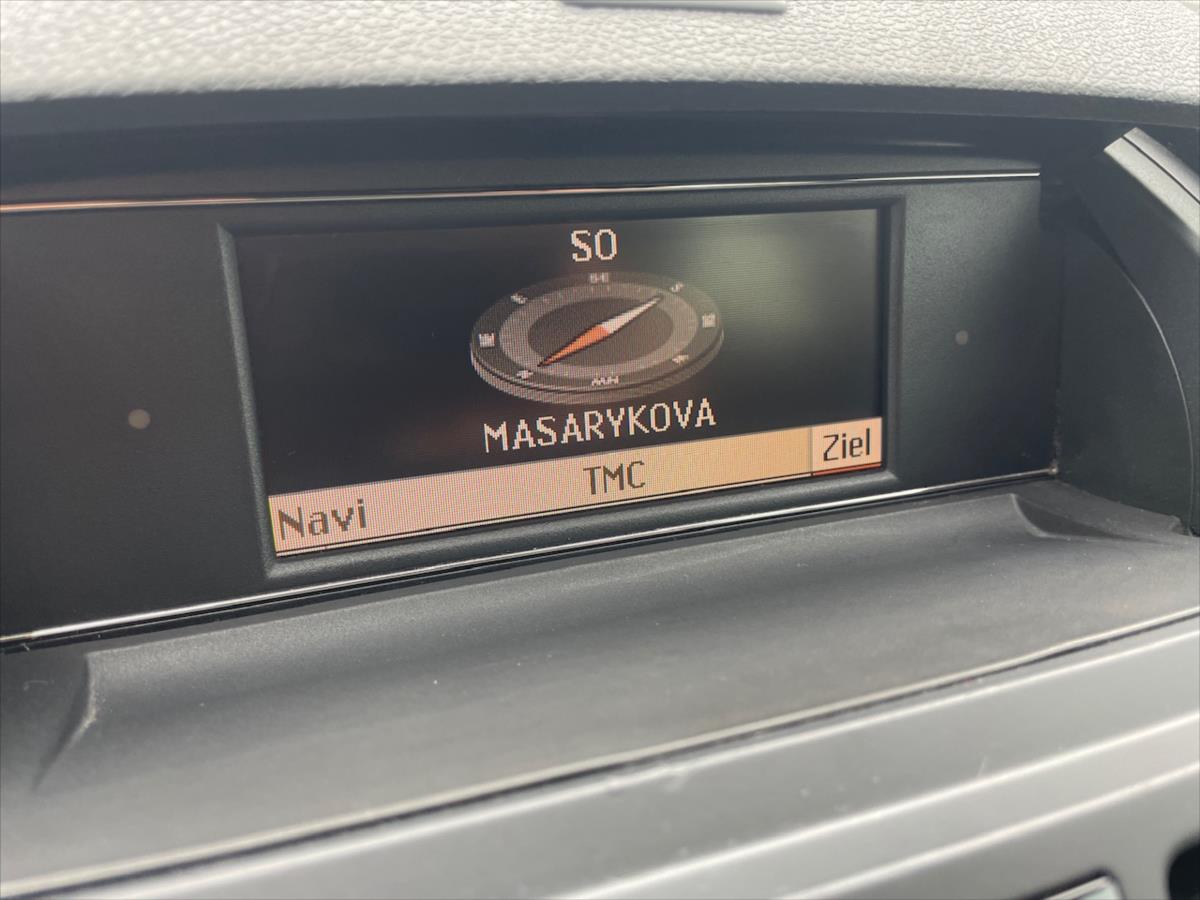 SO
MASARYKOVA
Navi TMC Ziel